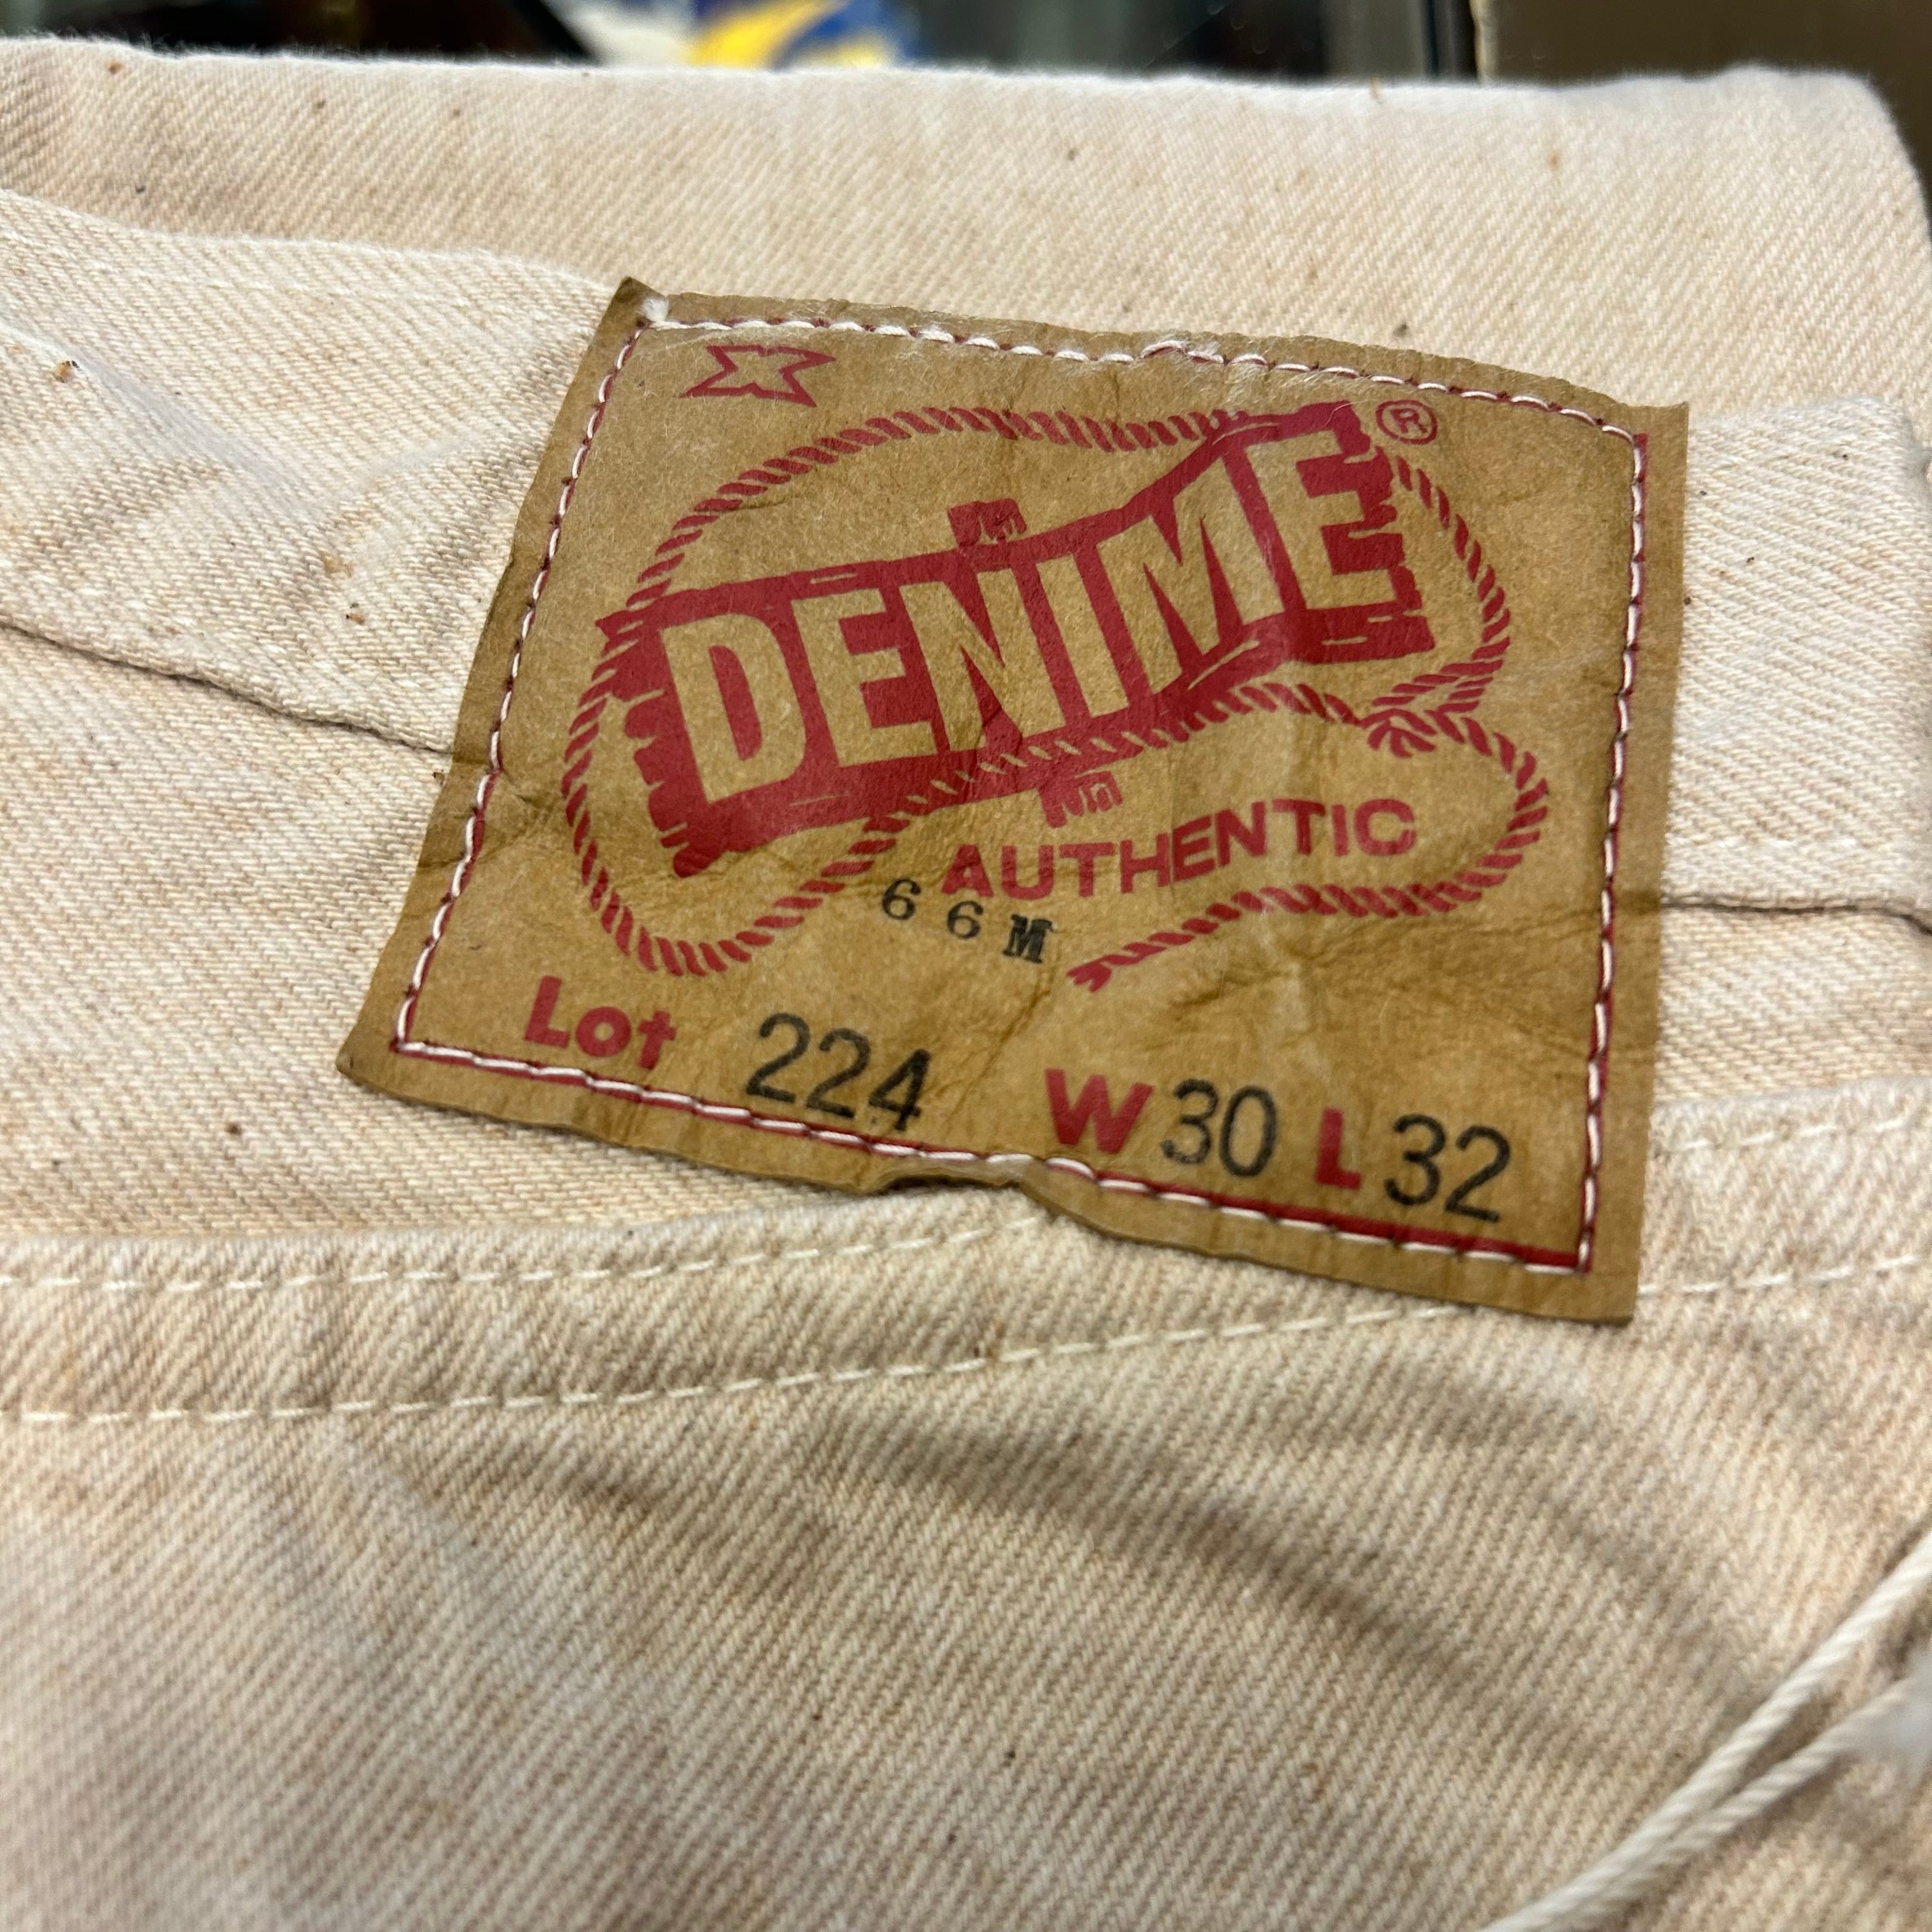 X
DENIME ®
AUTHENTIC
66M
Lot 224 W30 L32